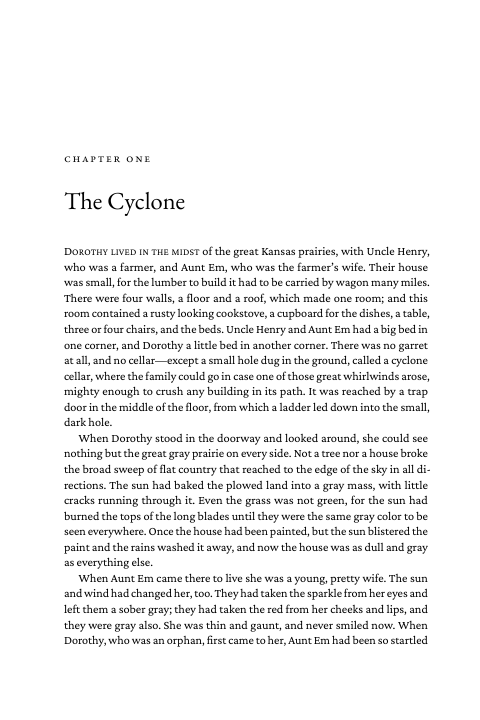 CHAPTER ONE
The Cyclone
DOROTHY LIVED IN THE MIDST of the great Kansas prairies, with Uncle Henry,
who was a farmer, and Aunt Em, who was the farmer’s wife. Their house
was small, for the lumber to build it had to be carried by wagon many miles.
There were four walls, a floor and a roof, which made one room; and this
room contained a rusty looking cookstove, a cupboard for the dishes, a table,
three or four chairs, and the beds. Uncle Henry and Aunt Em had a big bed in
one corner, and Dorothy a little bed in another corner. There was no garret
at all, and no cellar—except a small hole dug in the ground, called a cyclone
cellar, where the family could go in case one of those great whirlwinds arose,
mighty enough to crush any building in its path. It was reached by a trap
door in the middle of the floor, from which a ladder led down into the small,
dark hole.
When Dorothy stood in the doorway and looked around, she could see
nothing but the great gray prairie on every side. Not a tree nor a house broke
the broad sweep of flat country that reached to the edge of the sky in all di-
rections. The sun had baked the plowed land into a gray mass, with little
cracks running through it. Even the grass was not green, for the sun had
burned the tops of the long blades until they were the same gray color to be
seen everywhere. Once the house had been painted, but the sun blistered the
paint and the rains washed it away, and now the house was as dull and gray
as everything else.
When Aunt Em came there to live she was a young, pretty wife. The sun
and wind had changed her, too. They had taken the sparkle from her eyes and
left them a sober gray; they had taken the red from her cheeks and lips, and
they were gray also. She was thin and gaunt, and never smiled now. When
Dorothy, who was an orphan, first came to her, Aunt Em had been so startled